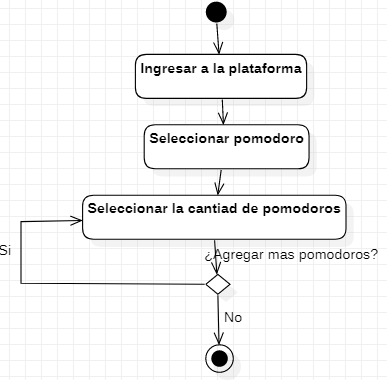 Ingresar a la plataforma
Seleccionar pomodoro
Seleccionar la cantiad de pomodoros
¿Agregar mas pomodoros?
Si
No